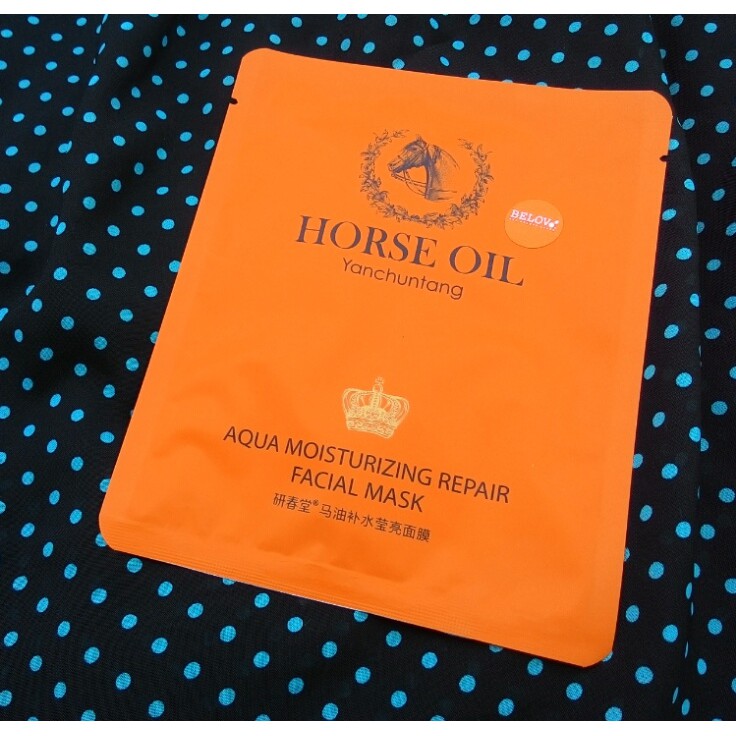 BELOV
HORSE OIL
Yanchuntang
AQUA MOISTURIZING REPAIR
FACIAL MASK
研春堂®马油补水莹亮面膜